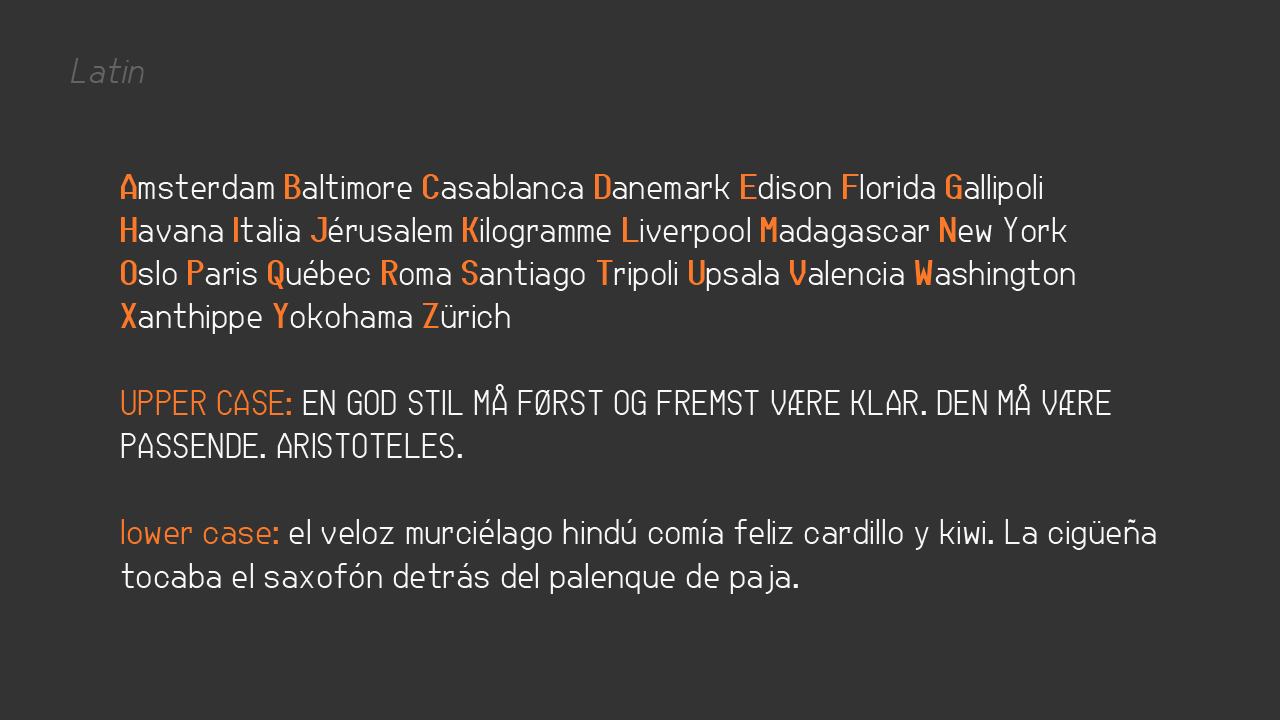 Latin
Amsterdam Baltimore Casablanca Danemark Edison Florida Gallipoli
Havana Italia Jérusalem Kilogramme Liverpool Madagascar New York
Oslo Paris Québec Roma Santiago Tripoli Upsala Valencia Washington
Xanthippe Yokohama Zürich
UPPER CASE: EN GOD STIL MÅ FØRST OG FREMST VÆRE KLAR. DEN MÅ VÆRE
PASSENDE. ARISTOTELES.
lower case: el veloz murciélago hindú comía feliz cardillo y kiwi. La cigüeña
tocaba el saxofón detrás del palenque de paja.